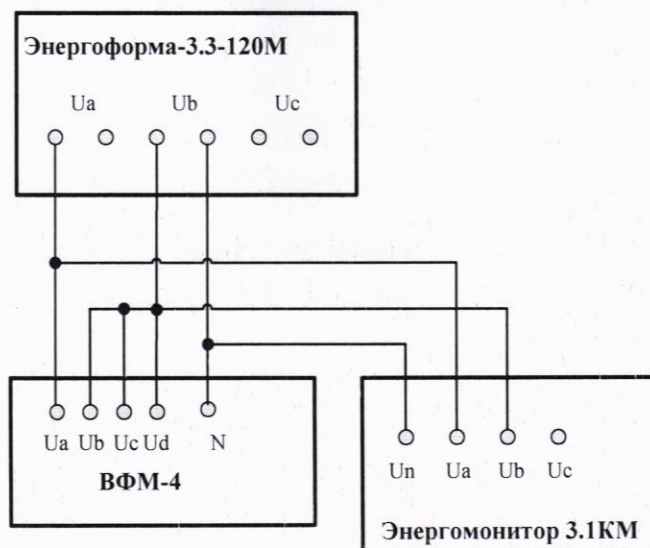 Энергоформа-3.3-120М
Ua Ub Uc
Ua Ub Uc Ud N
ВФМ-4
Un Ua Ub Uc
Энергомонитор 3.1КМ